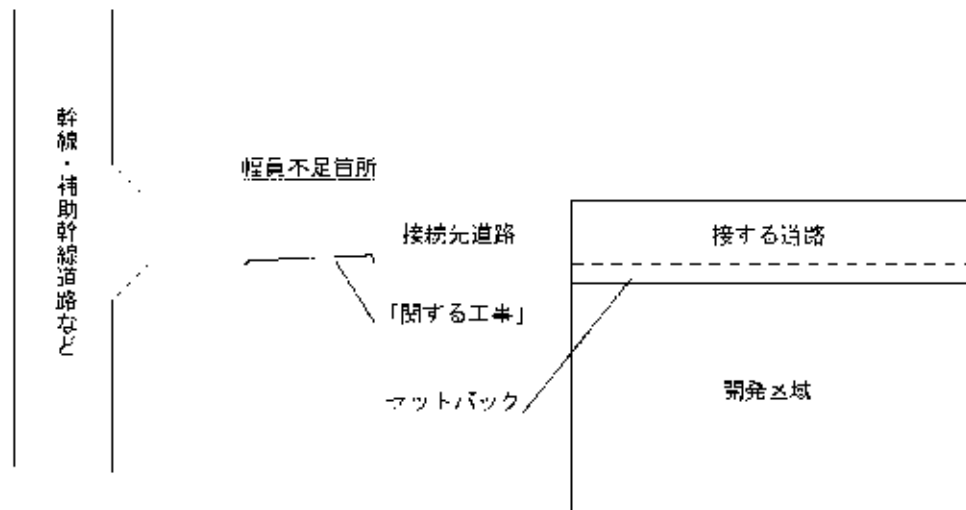 幹線・補助幹線道路など
幅員不足箇所
接続先道路
接する道路
「関する工事」
セットバック
開発区域